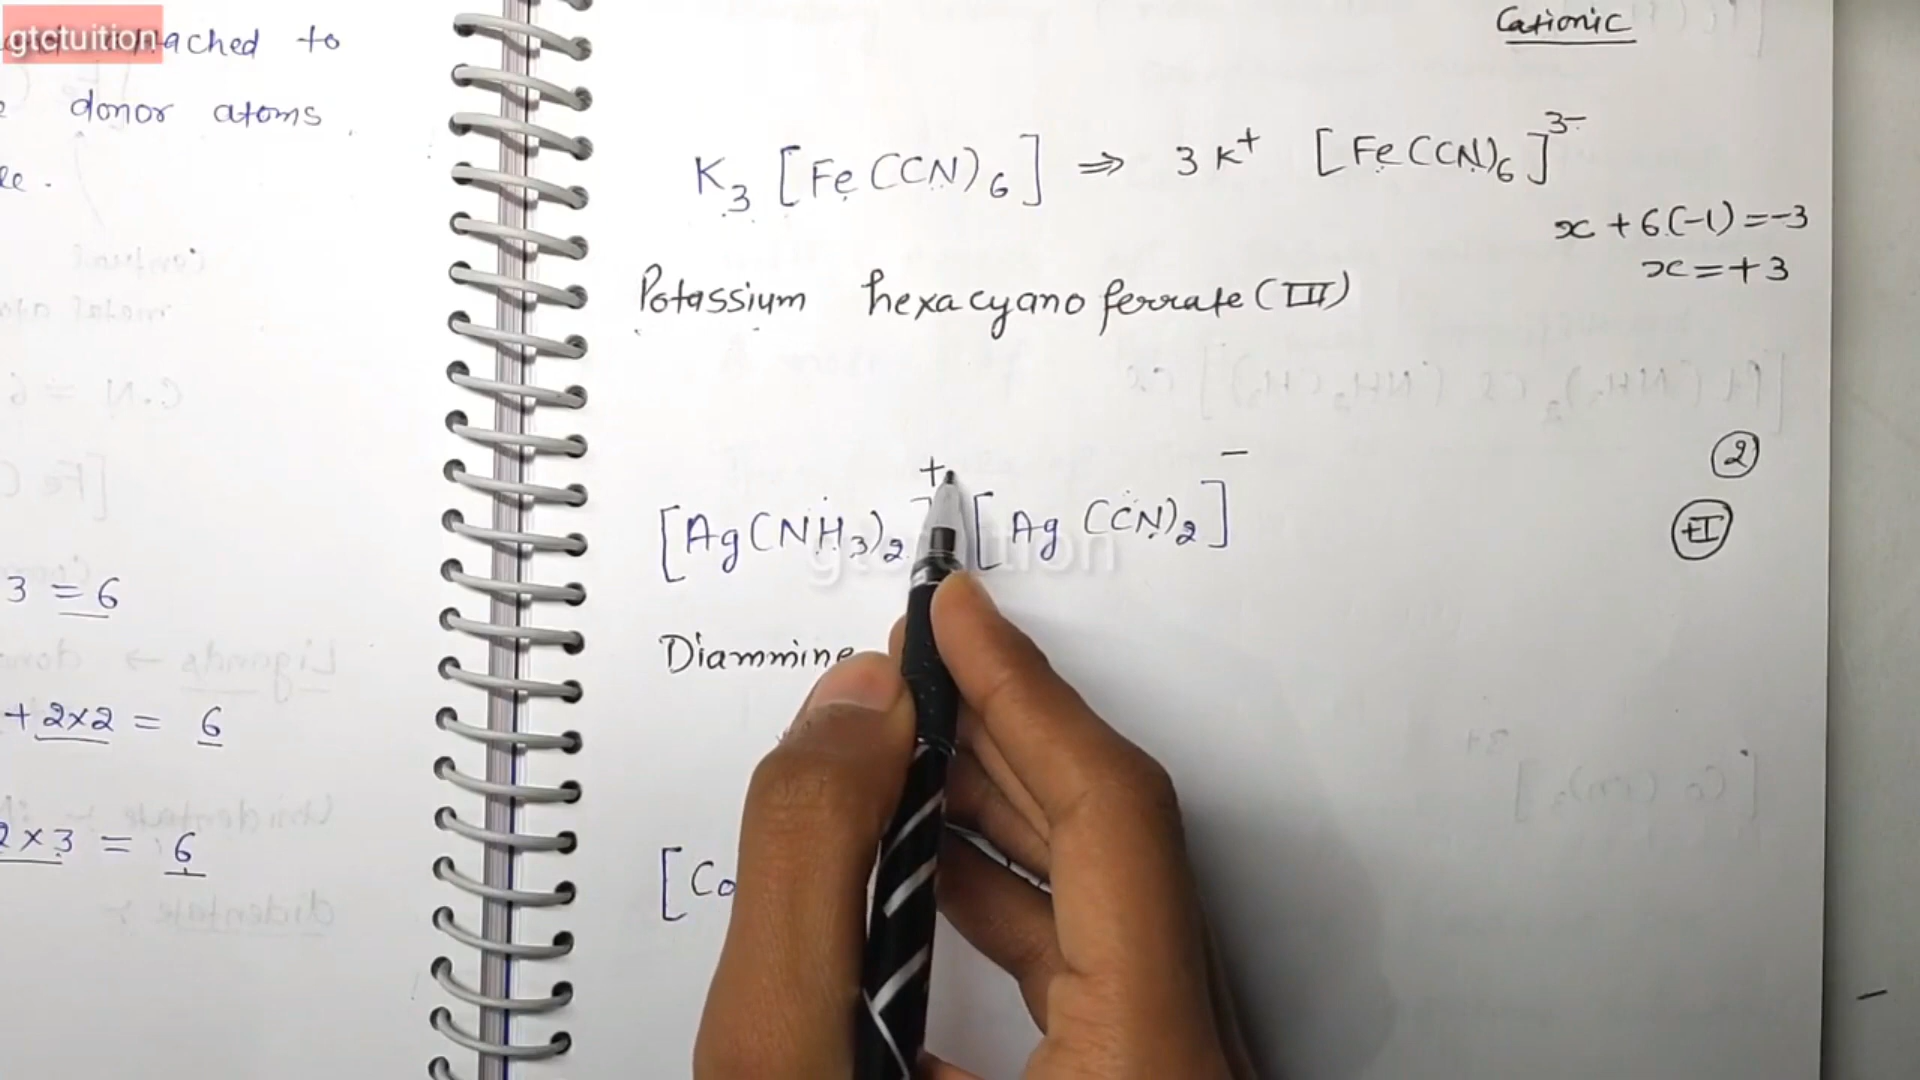 gtctuition
attached to
donor atoms.
3 = 6
+ 2×2 = 6
2 × 3 = 6
Cationic
K3 [Fe(CN)6] ⇒ 3K+ [Fe(CN)6]3-
x + 6(-1) = -3
x = +3
Potassium hexacyano ferrate (III)
2
[Ag(NH3)2]+ [Ag(CN)2]-
+I
gtctuition
Diammine
[Co